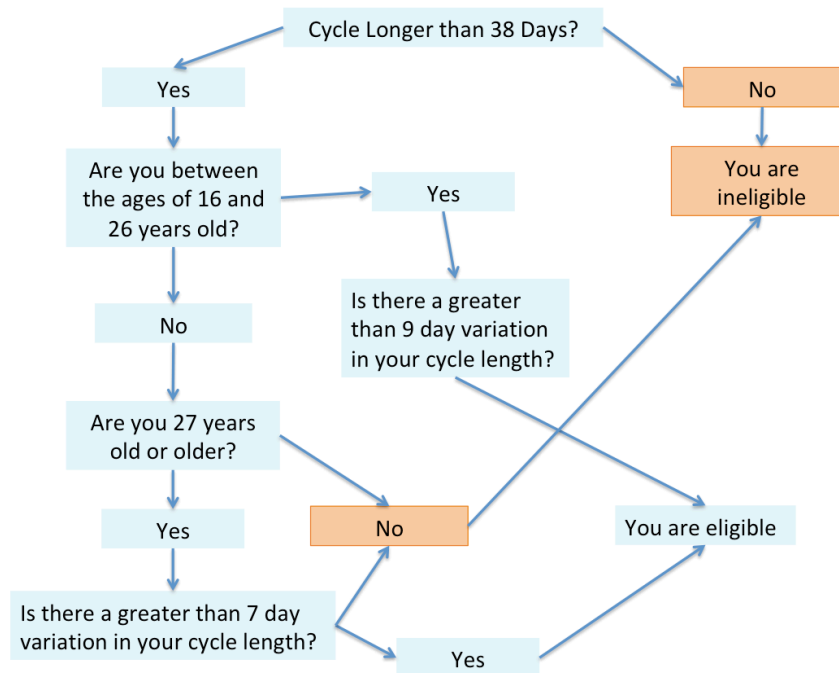 Cycle Longer than 38 Days?
Yes
No
Are you between
the ages of 16 and
26 years old?
Yes
You are
ineligible
Is there a greater
than 9 day variation
in your cycle length?
No
Are you 27 years
old or older?
Yes
No
You are eligible
Is there a greater than 7 day
variation in your cycle length?
Yes